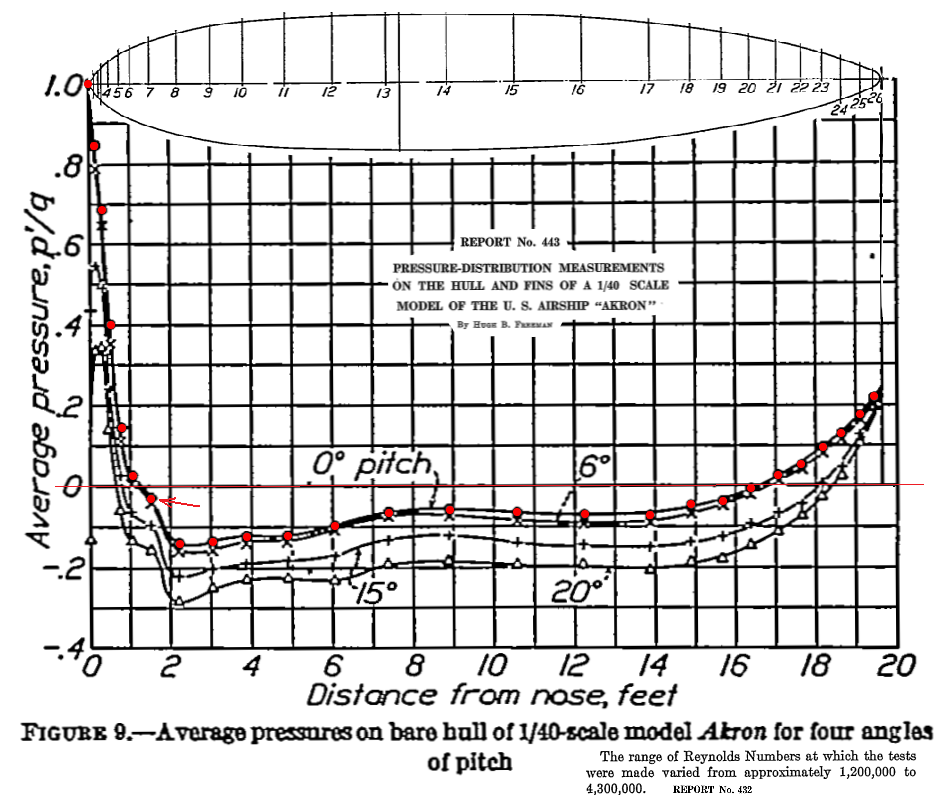 4 5 6 7 8 9 10 11 12 13 14 15 16 17 18 19 20 21 22 23 24 25 26
1.0
.8
.6
.4
.2
0
-.2
-.4
Average pressure, p'/q
REPORT No. 443
PRESSURE-DISTRIBUTION MEASUREMENTS
ON THE HULL AND FINS OF A 1/40 SCALE
MODEL OF THE U. S. AIRSHIP “AKRON”
By HUGH B. FREEMAN
0° pitch
6°
15°
20°
0 2 4 6 8 10 12 14 16 18 20
Distance from nose, feet
FIGURE 9.—Average pressures on bare hull of 1/40-scale model Akron for four angles
of pitch
The range of Reynolds Numbers at which the tests
were made varied from approximately 1,200,000 to
4,300,000. REPORT No. 432